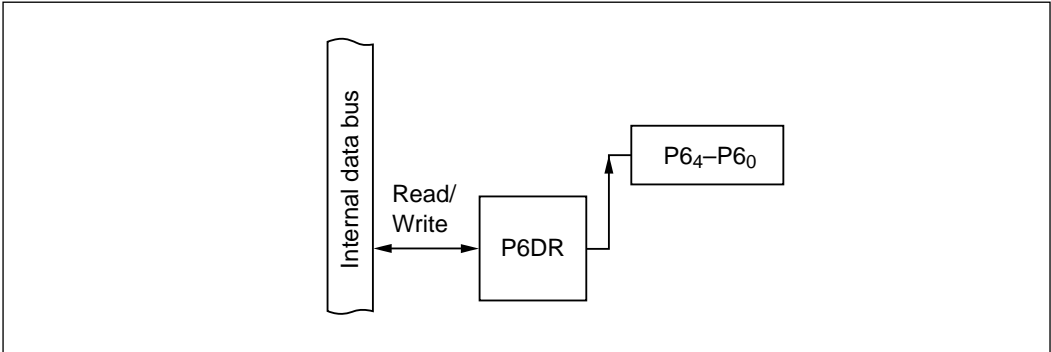 Internal data bus
Read/
Write
P6DR
P6₄–P6₀